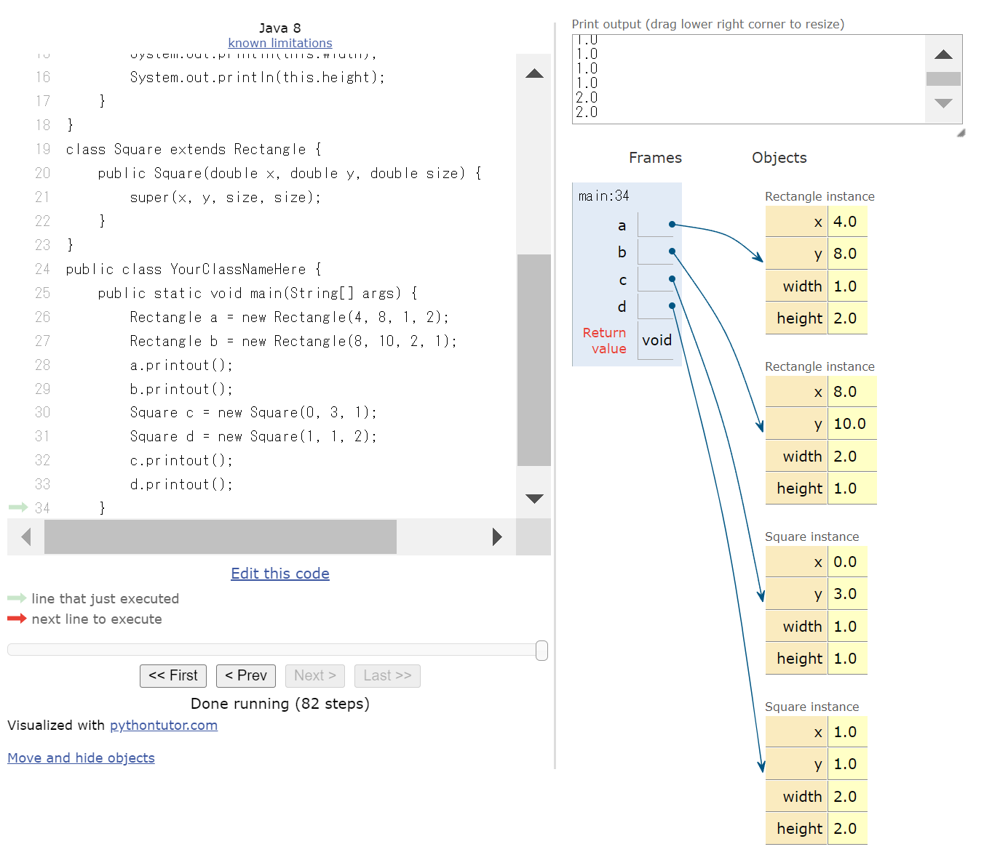 Java 8
known limitations
System.out.println(this.width);
16 System.out.println(this.height);
17 }
18 }
19 class Square extends Rectangle {
20 public Square(double x, double y, double size) {
21 super(x, y, size, size);
22 }
23 }
24 public class YourClassNameHere {
25 public static void main(String[] args) {
26 Rectangle a = new Rectangle(4, 8, 1, 2);
27 Rectangle b = new Rectangle(8, 10, 2, 1);
28 a.printout();
29 b.printout();
30 Square c = new Square(0, 3, 1);
31 Square d = new Square(1, 1, 2);
32 c.printout();
33 d.printout();
34 }
Edit this code
line that just executed
next line to execute
<< First < Prev Next > Last >>
Done running (82 steps)
Visualized with pythontutor.com
Move and hide objects
Print output (drag lower right corner to resize)
1.0
1.0
1.0
1.0
2.0
2.0
Frames Objects
main:34
a
b
c
d
Return
value
void
Rectangle instance
x 4.0
y 8.0
width 1.0
height 2.0
Rectangle instance
x 8.0
y 10.0
width 2.0
height 1.0
Square instance
x 0.0
y 3.0
width 1.0
height 1.0
Square instance
x 1.0
y 1.0
width 2.0
height 2.0